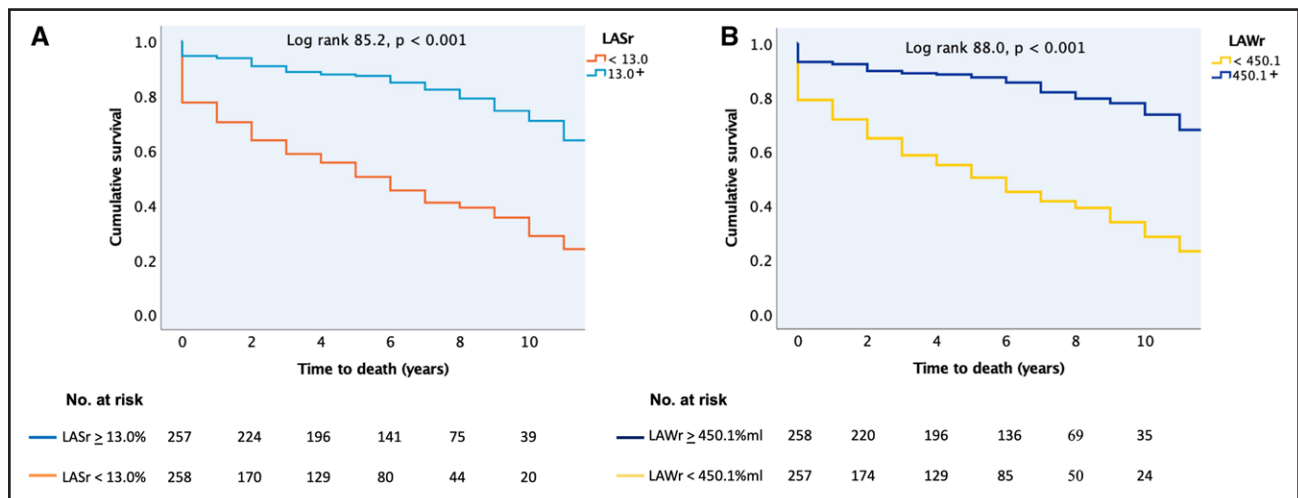 A
Log rank 85.2, p < 0.001
LASr
< 13.0
13.0+
Cumulative survival
1.0
0.8
0.6
0.4
0.2
0.0
0 2 4 6 8 10
Time to death (years)
No. at risk
LASr ≥ 13.0% 257 224 196 141 75 39
LASr < 13.0% 258 170 129 80 44 20
B
Log rank 88.0, p < 0.001
LAWr
< 450.1
450.1+
Cumulative survival
1.0
0.8
0.6
0.4
0.2
0.0
0 2 4 6 8 10
Time to death (years)
No. at risk
LAWr ≥ 450.1%ml 258 220 196 136 69 35
LAWr < 450.1%ml 257 174 129 85 50 24